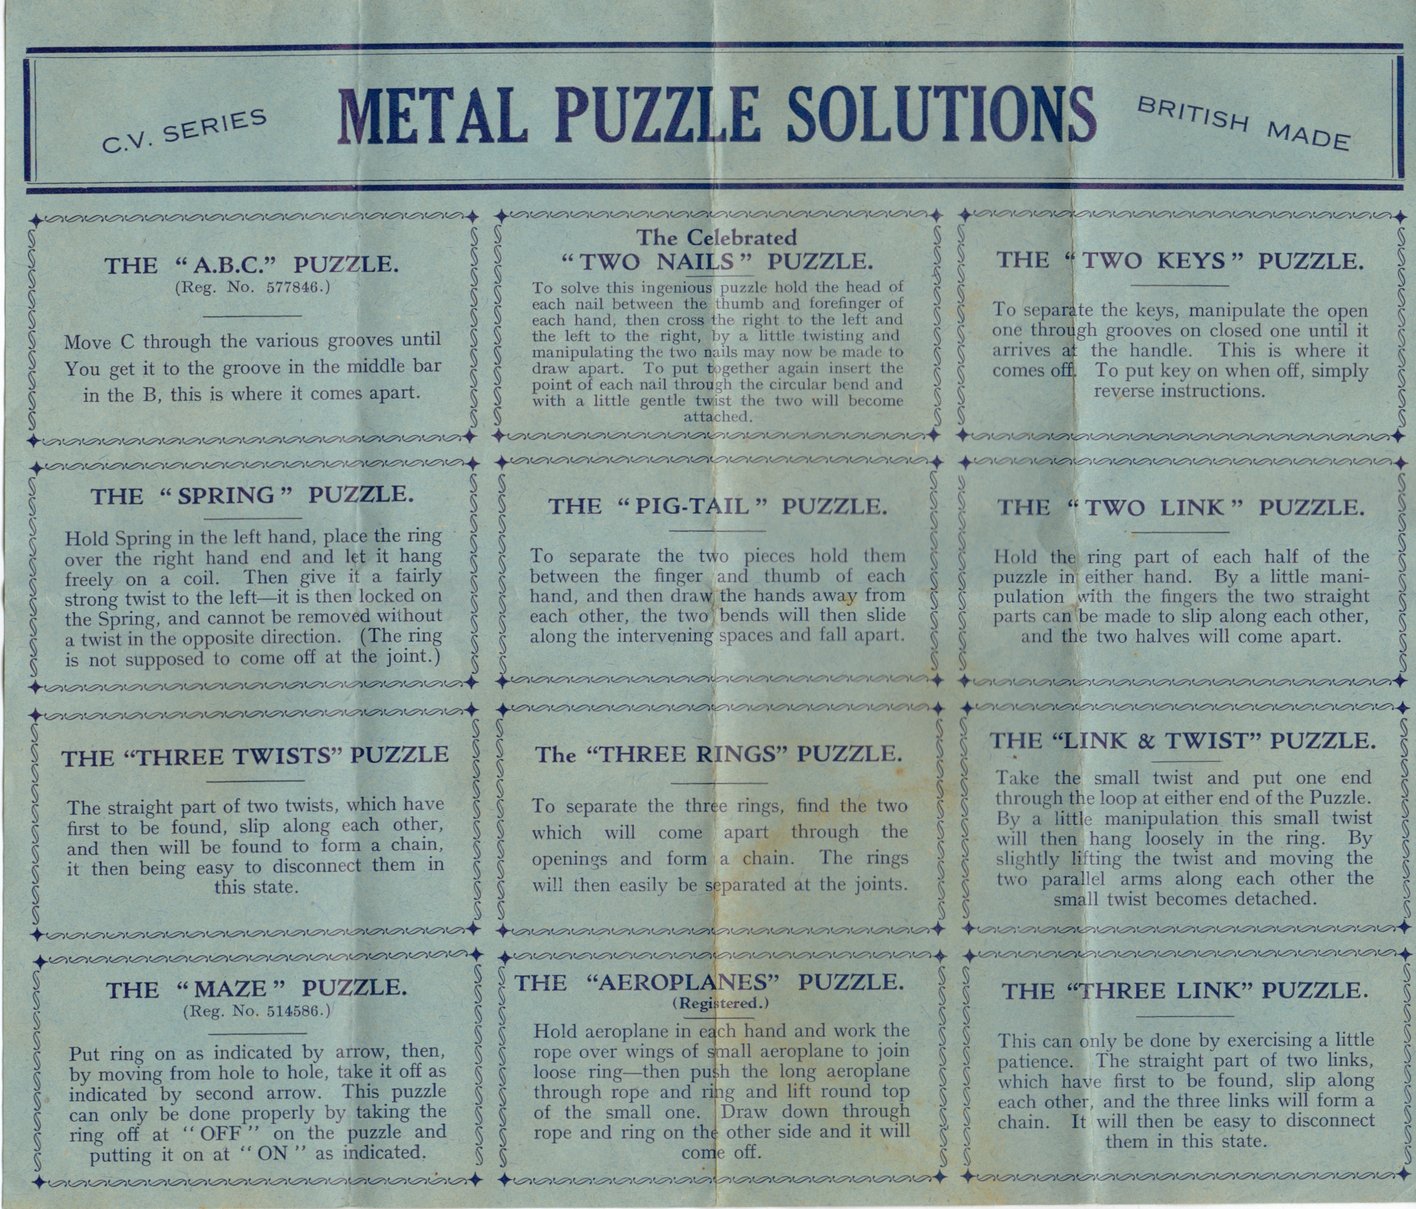 C.V. SERIES
METAL PUZZLE SOLUTIONS
BRITISH MADE
THE "A.B.C." PUZZLE.
(Reg. No. 577846.)
Move C through the various grooves until
You get it to the groove in the middle bar
in the B, this is where it comes apart.
The Celebrated
"TWO NAILS" PUZZLE.
To solve this ingenious puzzle hold the head of
each nail between the thumb and forefinger of
each hand, then cross the right to the left and
the left to the right, by a little twisting and
manipulating the two nails may now be made to
draw apart. To put together again insert the
point of each nail through the circular bend and
with a little gentle twist the two will become
attached.
THE "TWO KEYS" PUZZLE.
To separate the keys, manipulate the open
one through grooves on closed one until it
arrives at the handle. This is where it
comes off. To put key on when off, simply
reverse instructions.
THE "SPRING" PUZZLE.
Hold Spring in the left hand, place the ring
over the right hand end and let it hang
freely on a coil. Then give it a fairly
strong twist to the left—it is then locked on
the Spring, and cannot be removed without
a twist in the opposite direction. (The ring
is not supposed to come off at the joint.)
THE "PIG-TAIL" PUZZLE.
To separate the two pieces hold them
between the finger and thumb of each
hand, and then draw the hands away from
each other, the two bends will then slide
along the intervening spaces and fall apart.
THE "TWO LINK" PUZZLE.
Hold the ring part of each half of the
puzzle in either hand. By a little mani-
pulation with the fingers the two straight
parts can be made to slip along each other,
and the two halves will come apart.
THE "THREE TWISTS" PUZZLE
The straight part of two twists, which have
first to be found, slip along each other,
and then will be found to form a chain,
it then being easy to disconnect them in
this state.
The "THREE RINGS" PUZZLE.
To separate the three rings, find the two
which will come apart through the
openings and form a chain. The rings
will then easily be separated at the joints.
THE "LINK & TWIST" PUZZLE.
Take the small twist and put one end
through the loop at either end of the Puzzle.
By a little manipulation this small twist
will then hang loosely in the ring. By
slightly lifting the twist and moving the
two parallel arms along each other the
small twist becomes detached.
THE "MAZE" PUZZLE.
(Reg. No. 514586.)
Put ring on as indicated by arrow, then,
by moving from hole to hole, take it off as
indicated by second arrow. This puzzle
can only be done properly by taking the
ring off at "OFF" on the puzzle and
putting it on at "ON" as indicated.
THE "AEROPLANES" PUZZLE.
(Registered.)
Hold aeroplane in each hand and work the
rope over wings of small aeroplane to join
loose ring—then push the long aeroplane
through rope and ring and lift round top
of the small one. Draw down through
rope and ring on the other side and it will
come off.
THE "THREE LINK" PUZZLE.
This can only be done by exercising a little
patience. The straight part of two links,
which have first to be found, slip along
each other, and the three links will form a
chain. It will then be easy to disconnect
them in this state.